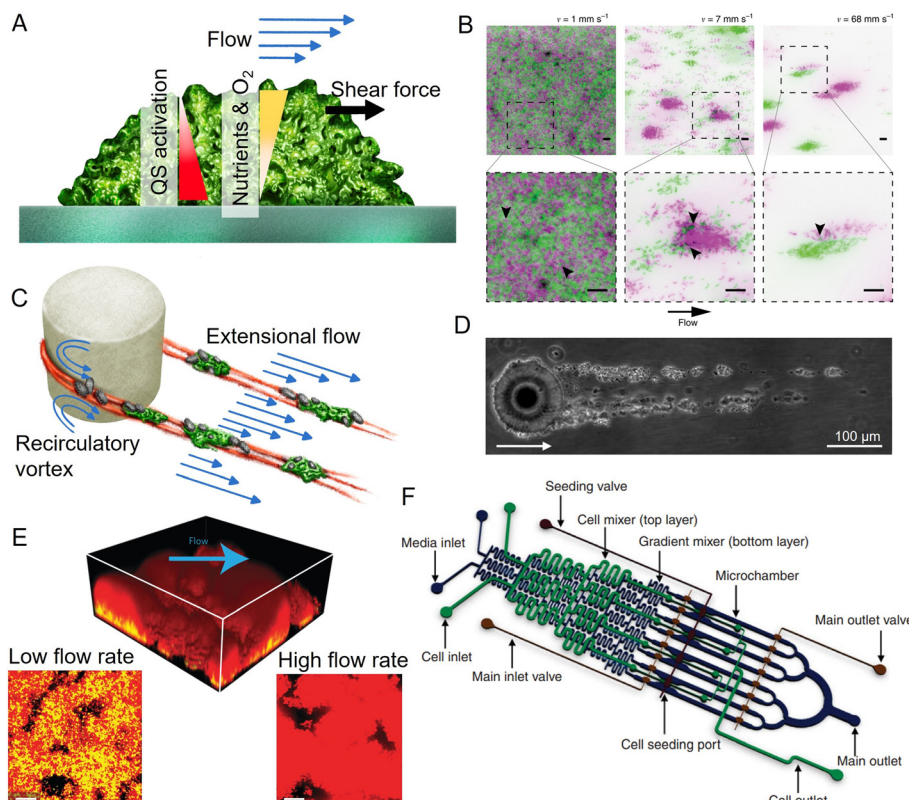 A
Flow
QS activation
Nutrients & O2
Shear force
B
v = 1 mm s−1
v = 7 mm s−1
v = 68 mm s−1
Flow
C
Extensional flow
Recirculatory
vortex
D
100 µm
E
Flow
Low flow rate
High flow rate
F
Seeding valve
Cell mixer (top layer)
Gradient mixer (bottom layer)
Media inlet
Microchamber
Main outlet valve
Cell inlet
Main inlet valve
Cell seeding port
Main outlet
Cell outlet